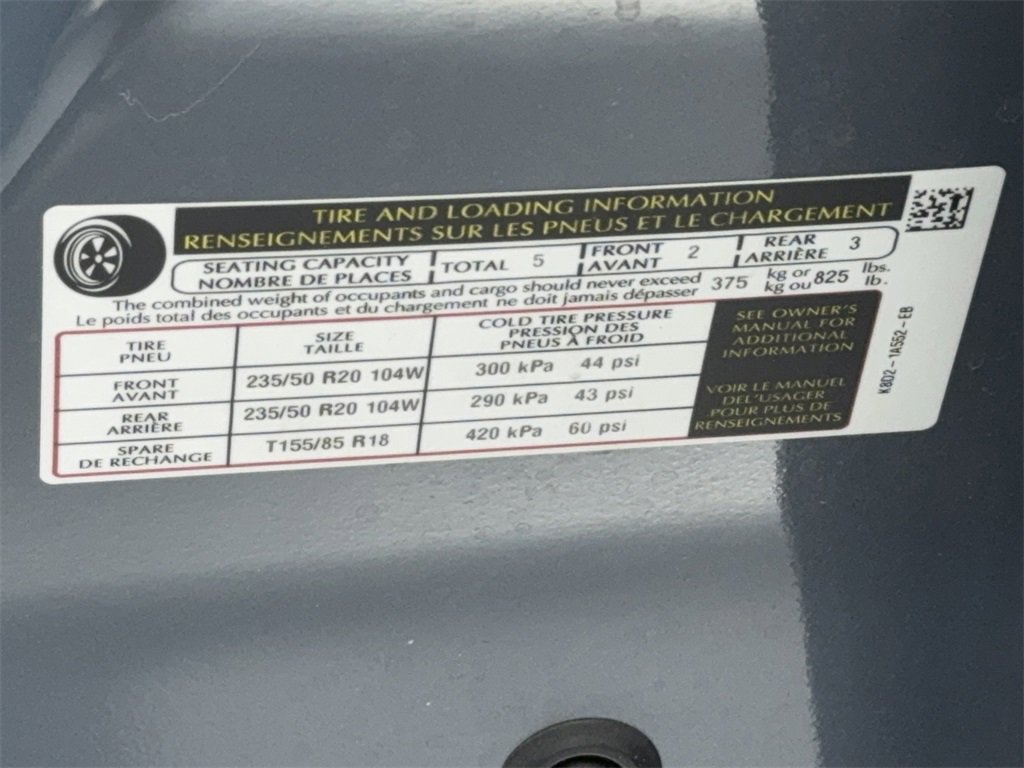 TIRE AND LOADING INFORMATION
RENSEIGNEMENTS SUR LES PNEUS ET LE CHARGEMENT
SEATING CAPACITY
NOMBRE DE PLACES
TOTAL 5
FRONT
AVANT
2
REAR
ARRIÈRE
3
The combined weight of occupants and cargo should never exceed
Le poids total des occupants et du chargement ne doit jamais dépasser
375
kg or
kg ou
825
lbs.
lb.
TIRE
PNEU
SIZE
TAILLE
COLD TIRE PRESSURE
PRESSION DES
PNEUS À FROID
FRONT
AVANT
235/50 R20 104W
300 kPa 44 psi
REAR
ARRIÈRE
235/50 R20 104W
290 kPa 43 psi
SPARE
DE RECHANGE
T155/85 R18
420 kPa 60 psi
SEE OWNER'S
MANUAL FOR
ADDITIONAL
INFORMATION
VOIR LE MANUEL
DEL'USAGER
POUR PLUS DE
RENSEIGNEMENTS
K8D2-1A552-EB